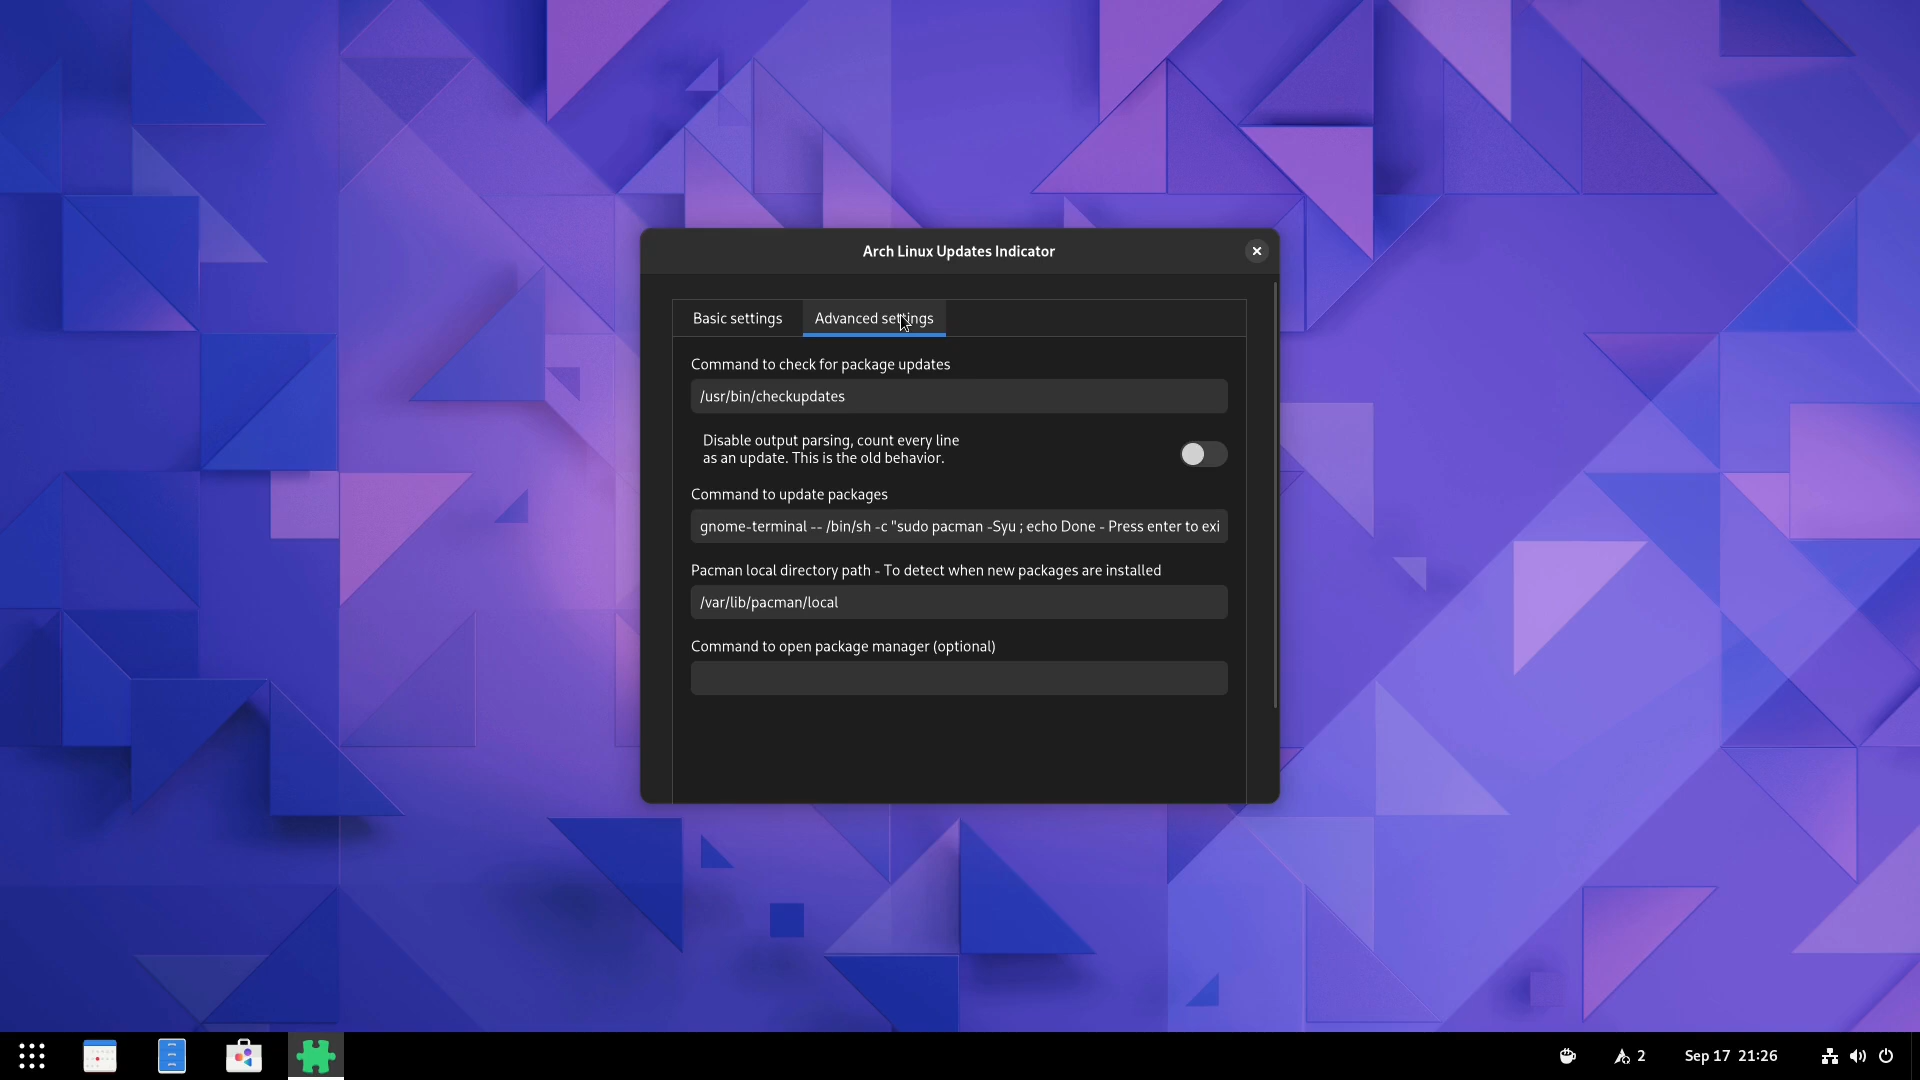 Arch Linux Updates Indicator
Basic settings
Advanced settings
Command to check for package updates
/usr/bin/checkupdates
Disable output parsing, count every line
as an update. This is the old behavior.
Command to update packages
gnome-terminal -- /bin/sh -c "sudo pacman -Syu ; echo Done - Press enter to exi
Pacman local directory path - To detect when new packages are installed
/var/lib/pacman/local
Command to open package manager (optional)
2
Sep 17 21:26